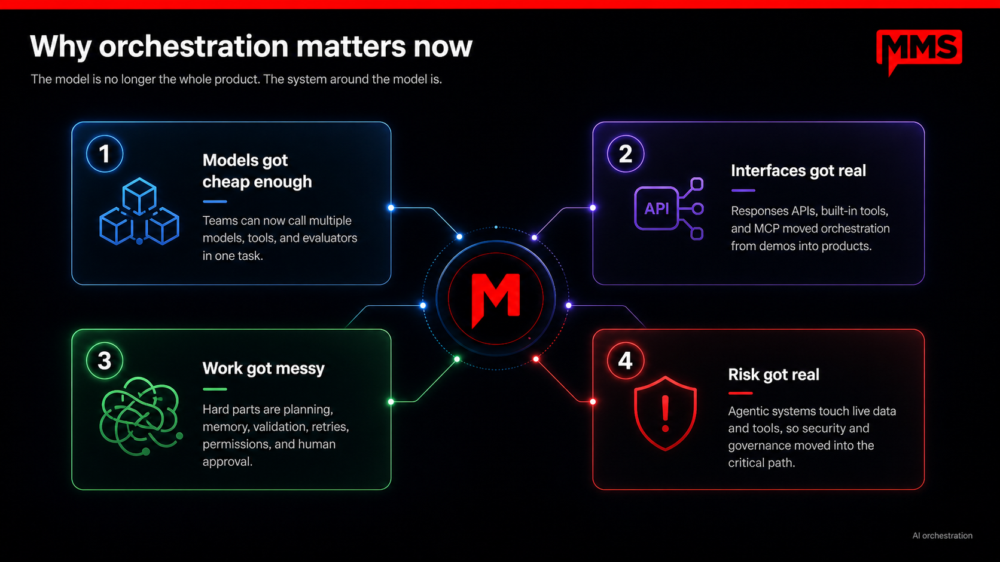 Why orchestration matters now
The model is no longer the whole product. The system around the model is.
MMS
1
Models got
cheap enough
Teams can now call multiple
models, tools, and evaluators
in one task.
2
API
Interfaces got real
Responses APIs, built-in tools,
and MCP moved orchestration
from demos into products.
M
3
Work got messy
Hard parts are planning,
memory, validation, retries,
permissions, and human
approval.
4
Risk got real
Agentic systems touch live data
and tools, so security and
governance moved into the
critical path.
AI orchestration